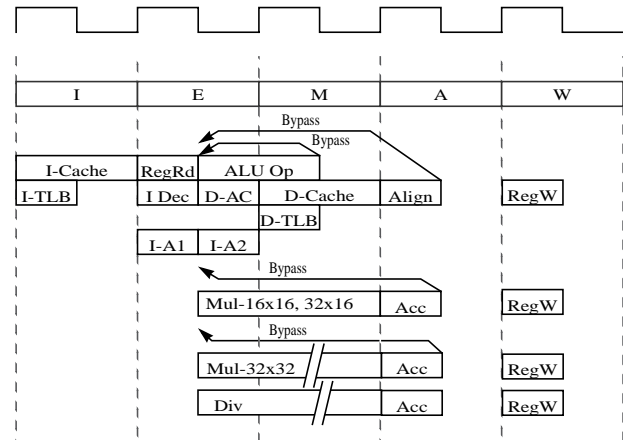 I E M A W
Bypass
Bypass
I-Cache RegRd ALU Op
I-TLB I Dec D-AC D-Cache Align RegW
D-TLB
I-A1 I-A2
Bypass
Mul-16x16, 32x16 Acc RegW
Bypass
Mul-32x32 Acc RegW
Div Acc RegW